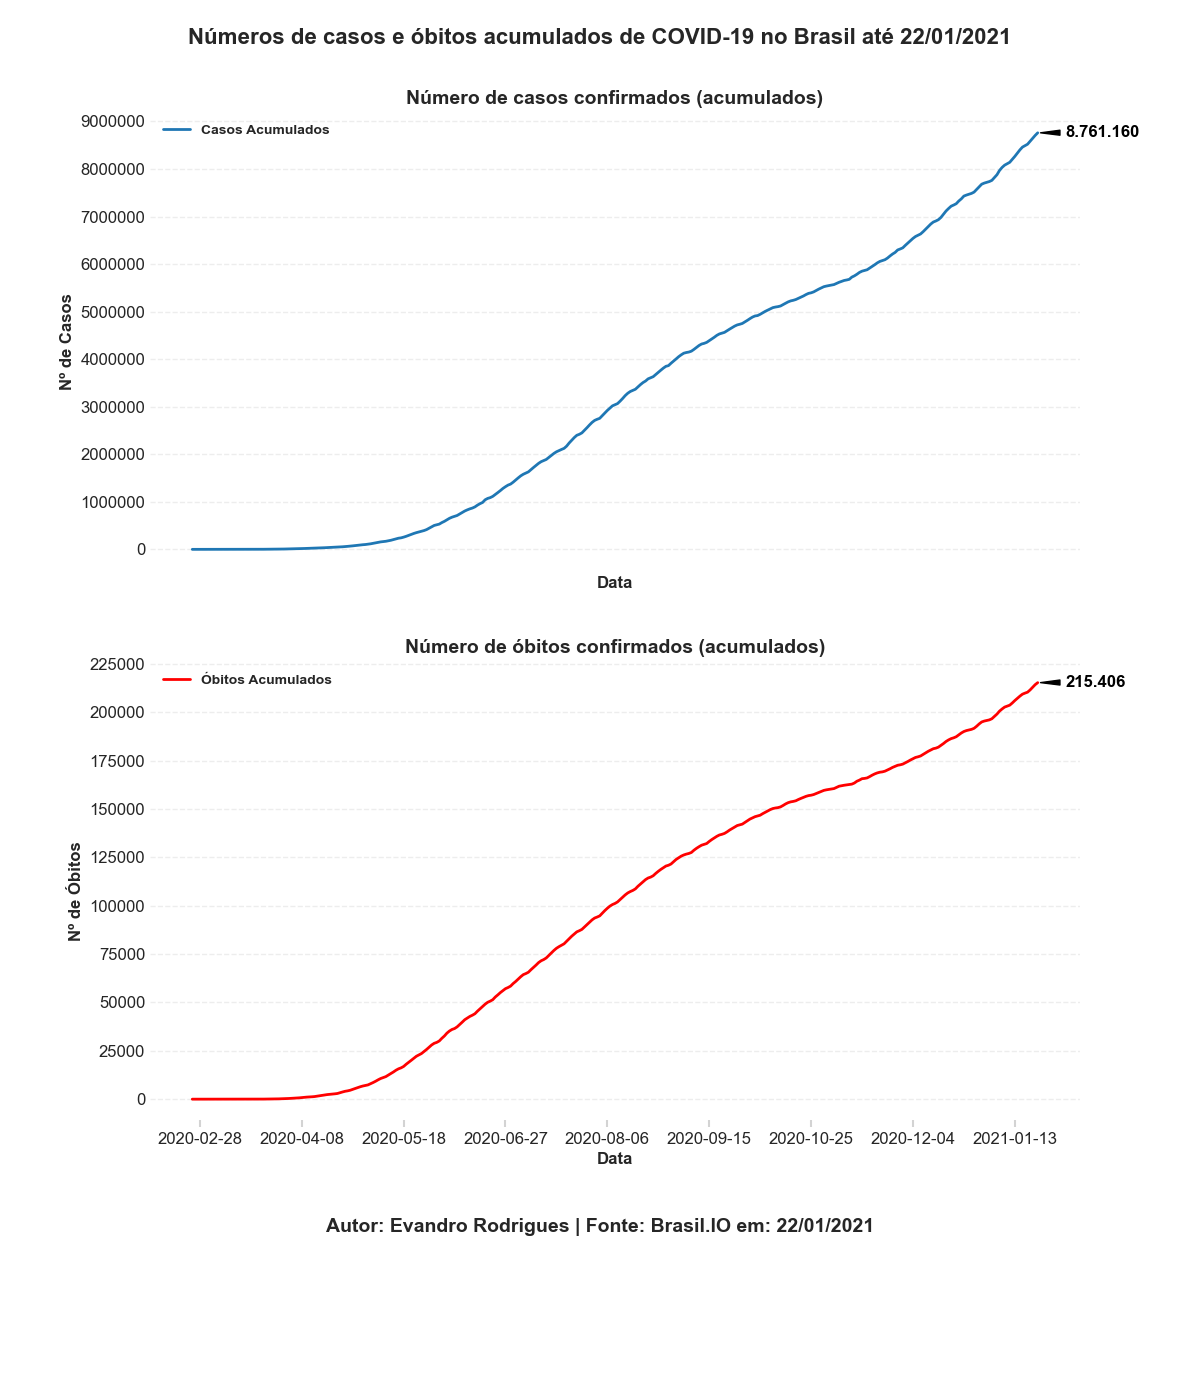 Números de casos e óbitos acumulados de COVID-19 no Brasil até 22/01/2021
Número de casos confirmados (acumulados)
Casos Acumulados
8.761.160
9000000
8000000
7000000
6000000
5000000
4000000
3000000
2000000
1000000
0
Nº de Casos
Data
Número de óbitos confirmados (acumulados)
Óbitos Acumulados
215.406
225000
200000
175000
150000
125000
100000
75000
50000
25000
0
Nº de Óbitos
2020-02-28 2020-04-08 2020-05-18 2020-06-27 2020-08-06 2020-09-15 2020-10-25 2020-12-04 2021-01-13
Data
Autor: Evandro Rodrigues | Fonte: Brasil.IO em: 22/01/2021